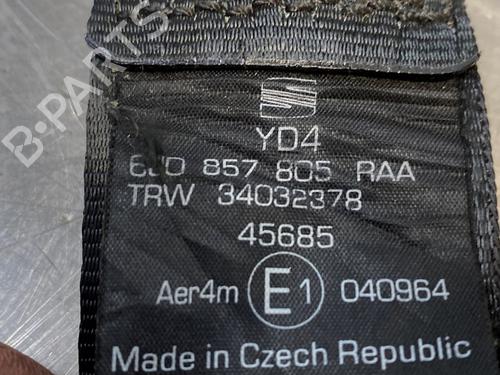 YD4
6J0 857 805 RAA
TRW 34032378
45685
Aer4m E1 040964
Made in Czech Republic
B-PARTS